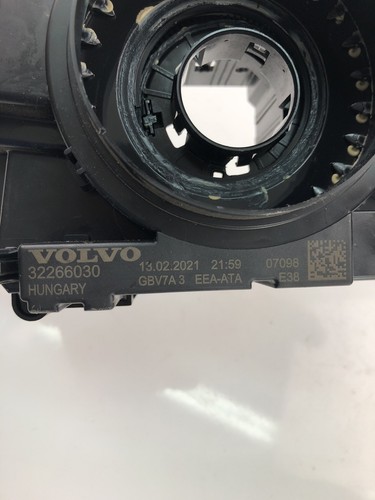 VOLVO
32266030 13.02.2021 21:59 07098
HUNGARY GBV7A 3 EEA-ATA E38